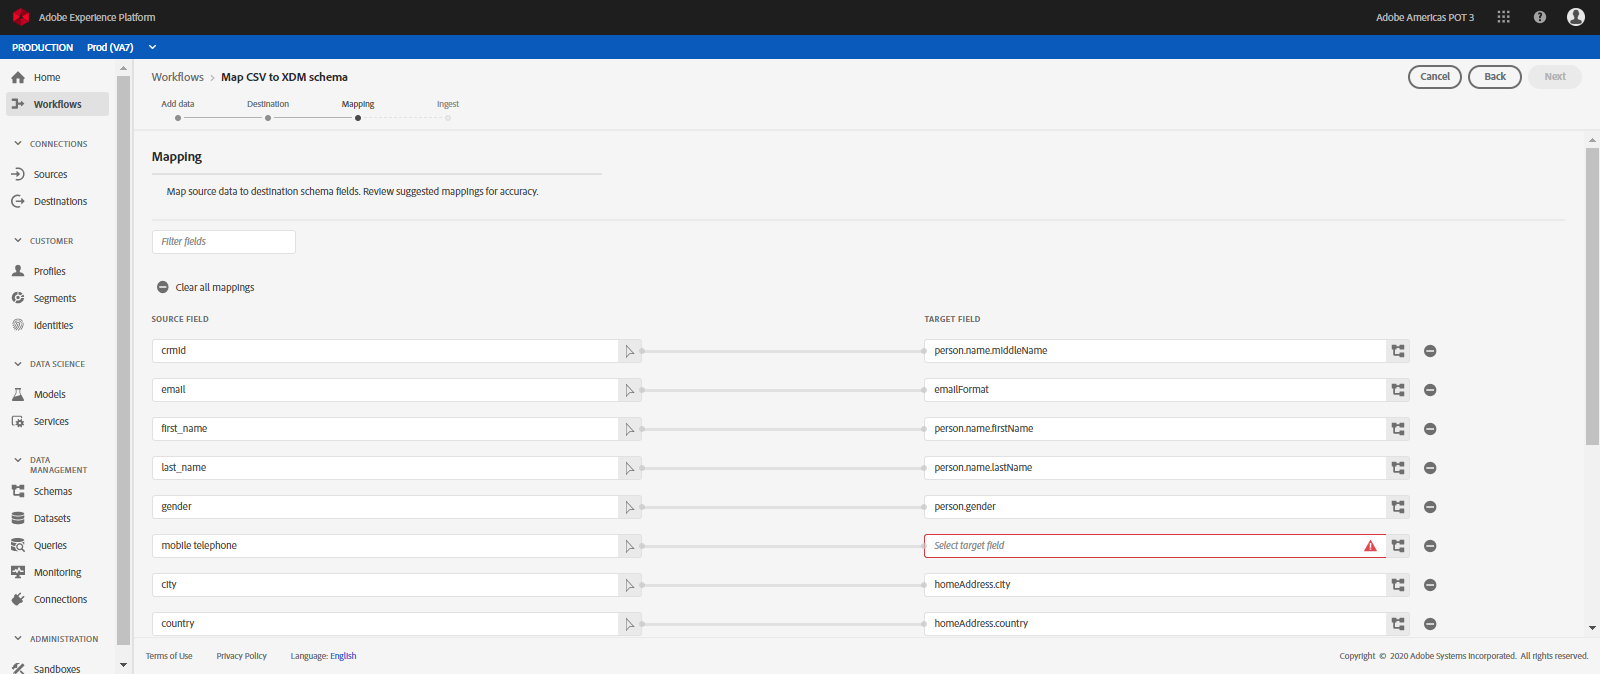 Adobe Experience Platform
Adobe Americas POT 3
PRODUCTION Prod (VA7)
Home
Workflows
CONNECTIONS
Sources
Destinations
CUSTOMER
Profiles
Segments
Identities
DATA SCIENCE
Models
Services
DATA
MANAGEMENT
Schemas
Datasets
Queries
Monitoring
Connections
ADMINISTRATION
Sandboxes
Workflows > Map CSV to XDM schema
Cancel Back Next
Add data Destination Mapping Ingest
Mapping
Map source data to destination schema fields. Review suggested mappings for accuracy.
Filter fields
Clear all mappings
SOURCE FIELD TARGET FIELD
crmid person.name.middleName
email emailFormat
first_name person.name.firstName
last_name person.name.lastName
gender person.gender
mobile telephone Select target field
city homeAddress.city
country homeAddress.country
Terms of Use Privacy Policy Language: English
Copyright © 2020 Adobe Systems Incorporated. All rights reserved.